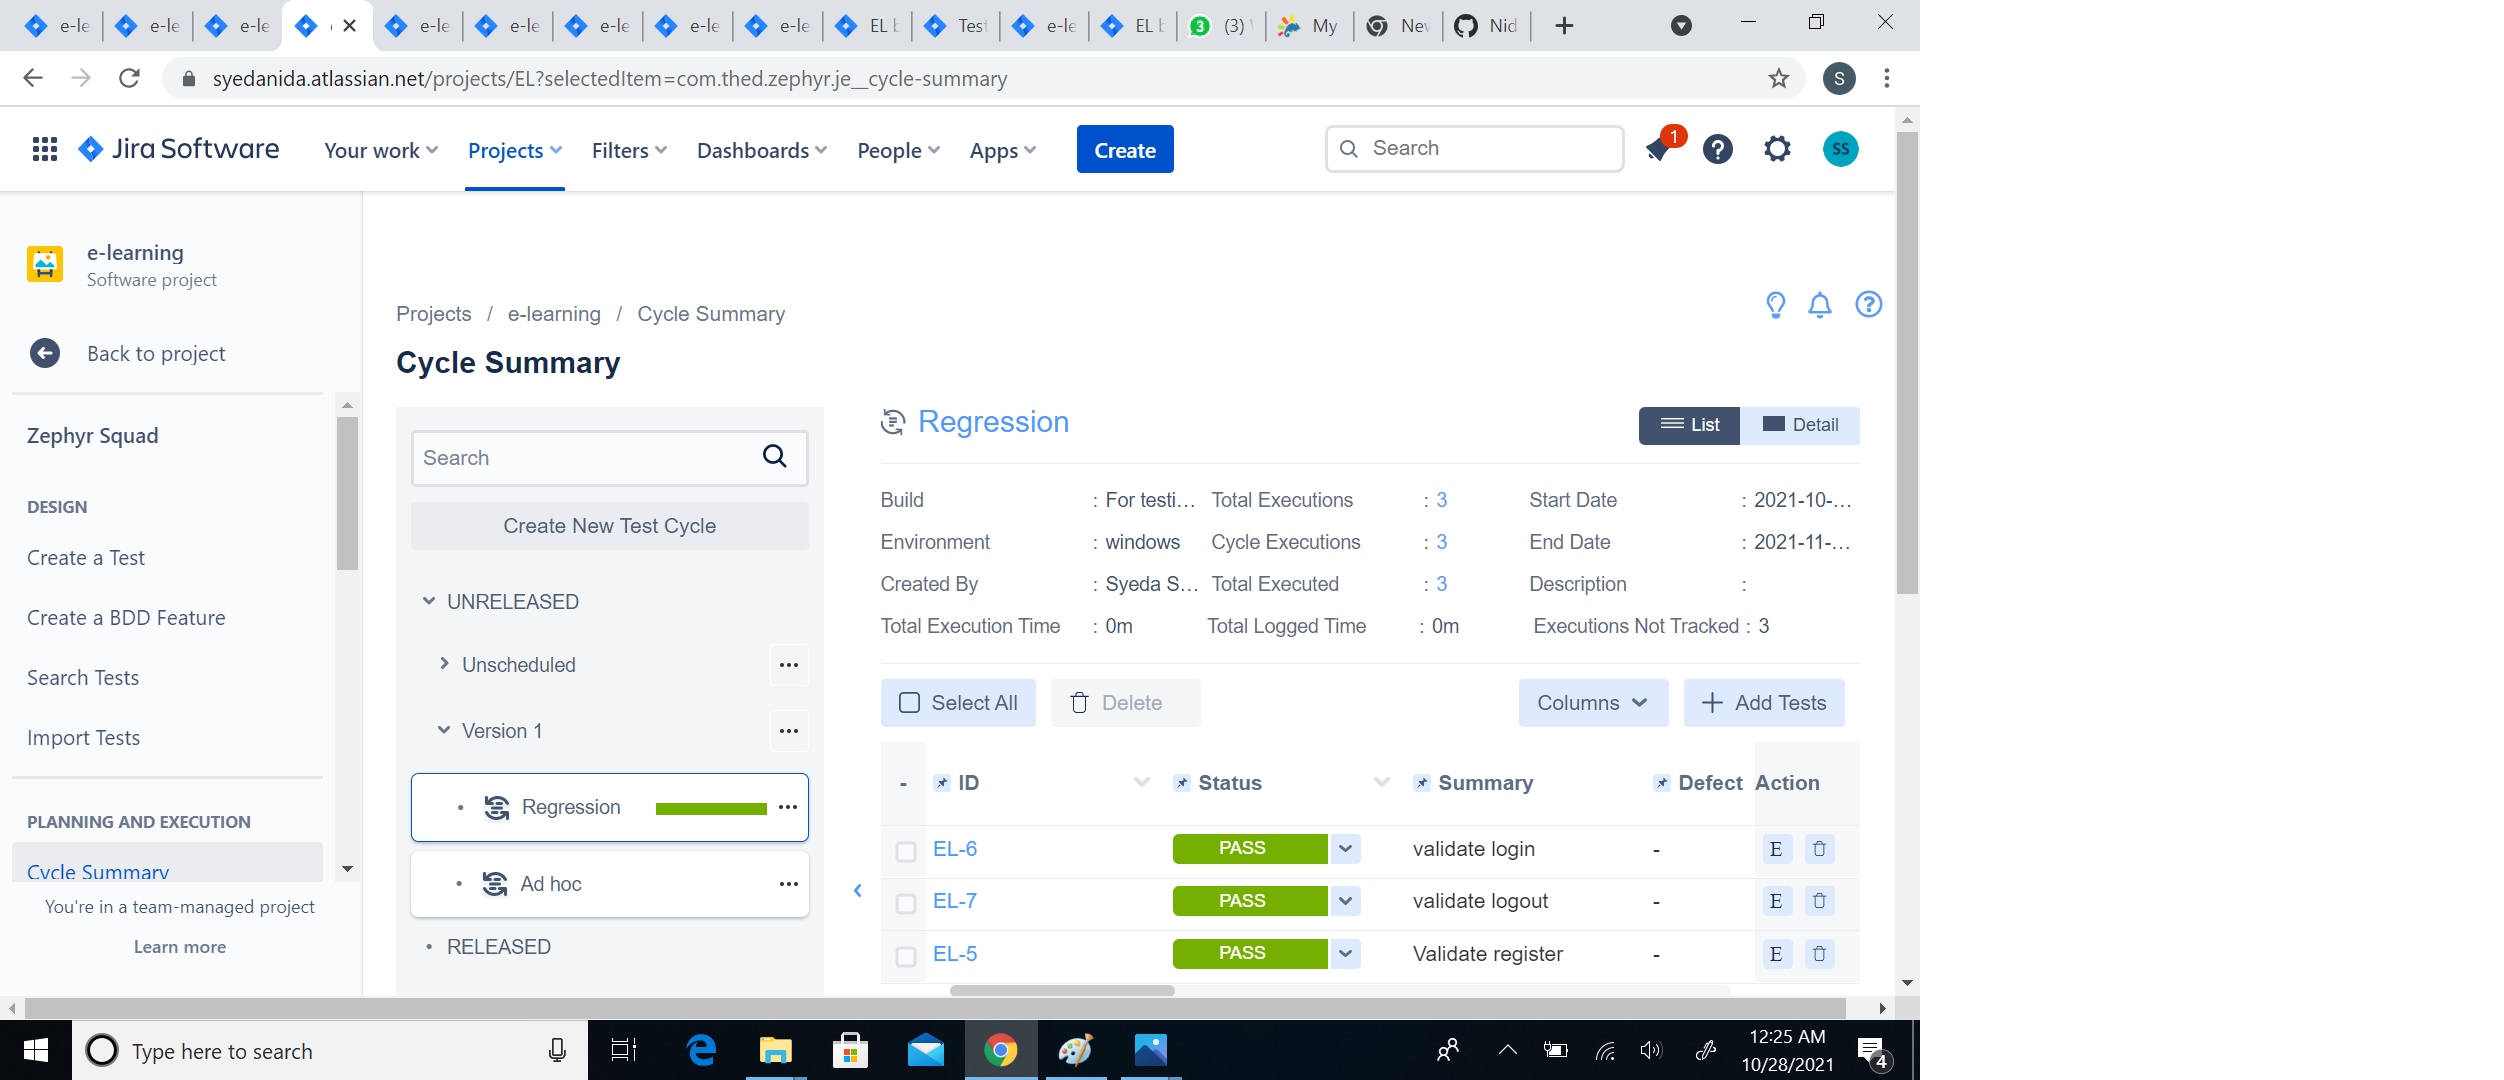 e-le
e-le
e-le
e-le
e-le
e-le
e-le
e-le
EL b
Test
e-le
EL b
(3)
My
Nev
Nid
syedanida.atlassian.net/projects/EL?selectedItem=com.thed.zephyr.je__cycle-summary
S
Jira Software
Your work
Projects
Filters
Dashboards
People
Apps
Create
Search
1
SS
e-learning
Software project
Back to project
Zephyr Squad
DESIGN
Create a Test
Create a BDD Feature
Search Tests
Import Tests
PLANNING AND EXECUTION
Cycle Summary
You're in a team-managed project
Learn more
Projects / e-learning / Cycle Summary
Cycle Summary
Search
Create New Test Cycle
UNRELEASED
Unscheduled
Version 1
Regression
Ad hoc
RELEASED
Regression
List
Detail
Build : For testi... Total Executions : 3 Start Date : 2021-10-...
Environment : windows Cycle Executions : 3 End Date : 2021-11-...
Created By : Syeda S... Total Executed : 3 Description :
Total Execution Time : 0m Total Logged Time : 0m Executions Not Tracked : 3
Select All
Delete
Columns
Add Tests
- ID Status Summary Defect Action
EL-6 PASS validate login - E
EL-7 PASS validate logout - E
EL-5 PASS Validate register - E
Type here to search
12:25 AM
10/28/2021
4